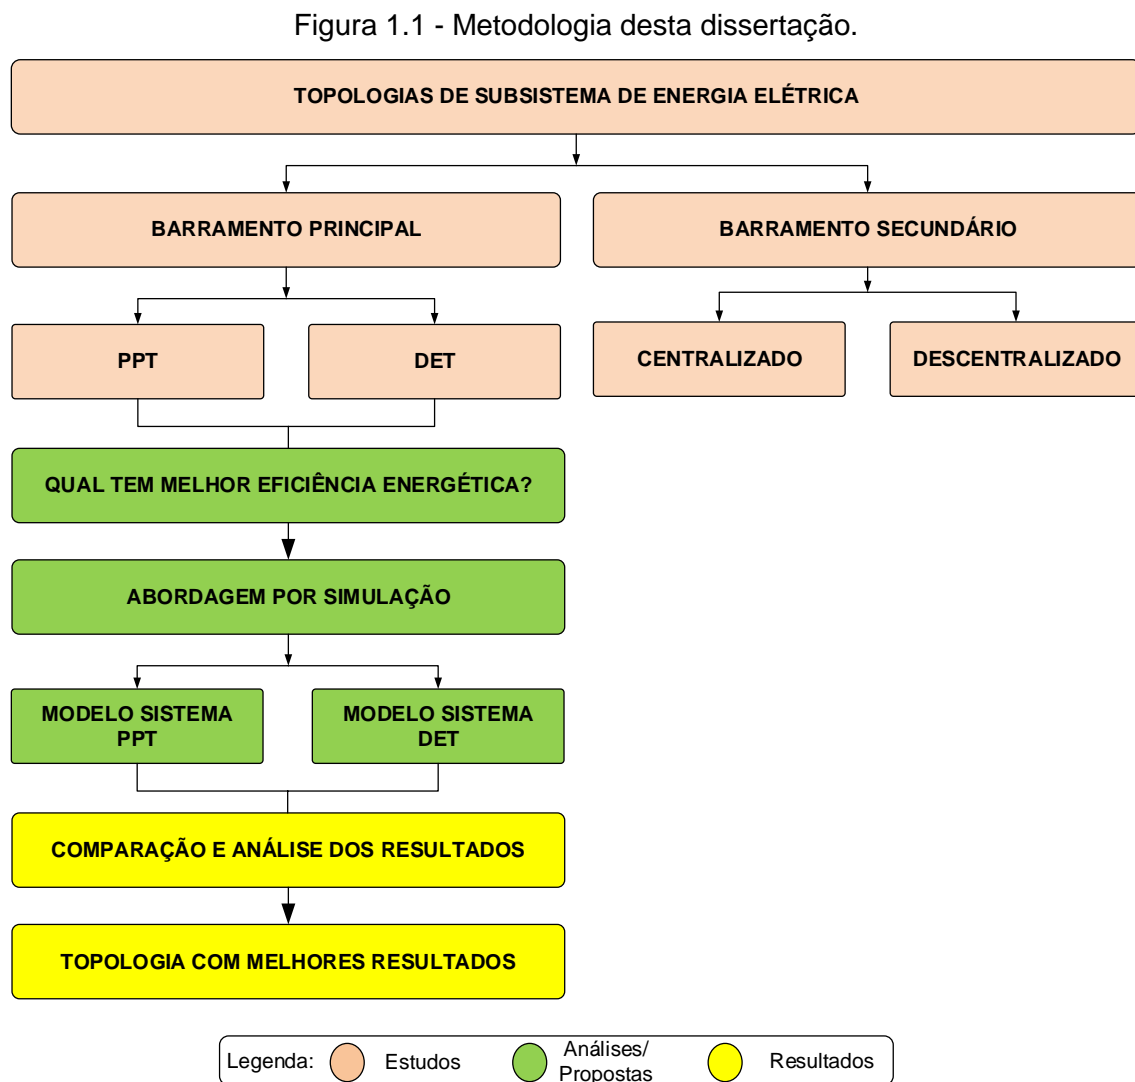 Figura 1.1 - Metodologia desta dissertação.
TOPOLOGIAS DE SUBSISTEMA DE ENERGIA ELÉTRICA
BARRAMENTO PRINCIPAL
BARRAMENTO SECUNDÁRIO
PPT
DET
CENTRALIZADO
DESCENTRALIZADO
QUAL TEM MELHOR EFICIÊNCIA ENERGÉTICA?
ABORDAGEM POR SIMULAÇÃO
MODELO SISTEMA
PPT
MODELO SISTEMA
DET
COMPARAÇÃO E ANÁLISE DOS RESULTADOS
TOPOLOGIA COM MELHORES RESULTADOS
Legenda:
Estudos
Análises/
Propostas
Resultados